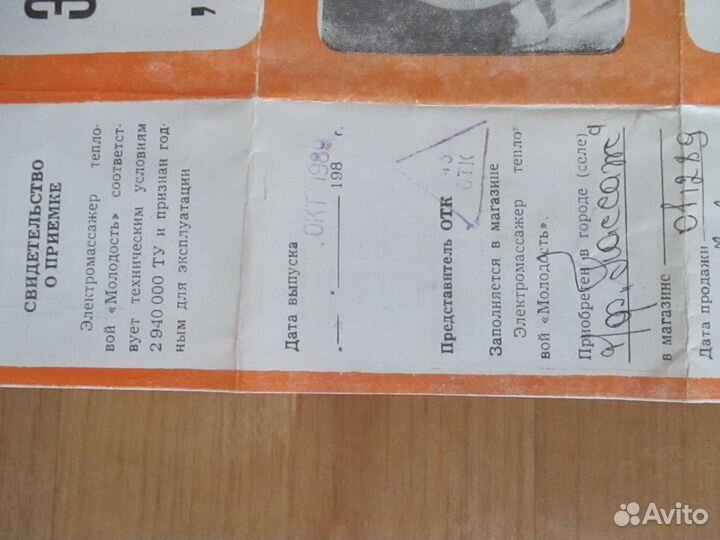 Э
,
СВИДЕТЕЛЬСТВО
О ПРИЕМКЕ
Электромассажер тепло-
вой «Молодость» соответст-
вует техническим условиям
2 940 000 ТУ и признан год-
ным для эксплуатации
Дата выпуска
ОКТ 1989
198 г.
Представитель ОТК
ОТК
Заполняется в магазине
Электромассажер тепло-
вой «Молодость».
Приобретен в городе (селе)
в магазине
Дата продажи
Avito